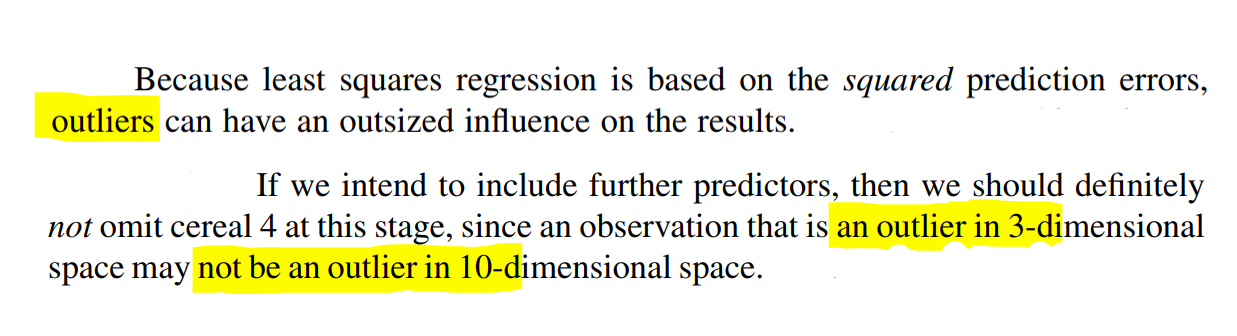 Because least squares regression is based on the squared prediction errors,
outliers can have an outsized influence on the results.
If we intend to include further predictors, then we should definitely
not omit cereal 4 at this stage, since an observation that is an outlier in 3-dimensional
space may not be an outlier in 10-dimensional space.